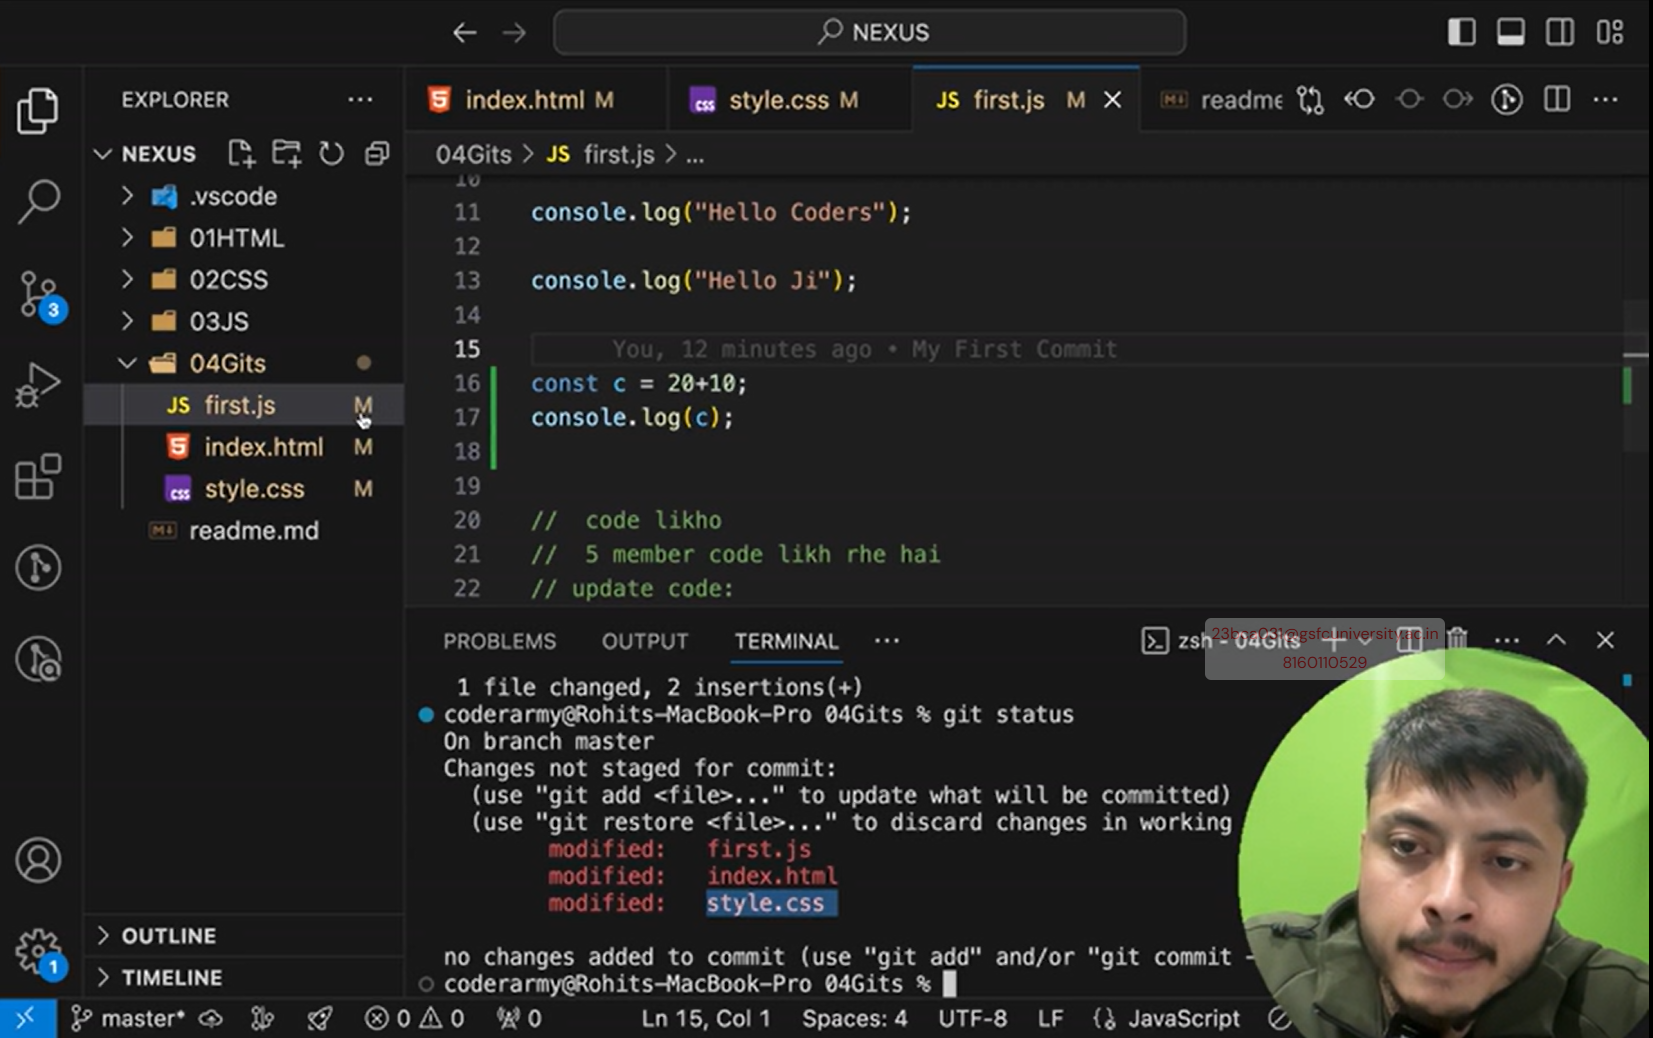 NEXUS
EXPLORER
index.html M
style.css M
JS first.js M
readme
NEXUS
04Gits > JS first.js > ...
.vscode
01HTML
02CSS
03JS
04Gits
JS first.js M
index.html M
style.css M
readme.md
3
10
11 console.log("Hello Coders");
12
13 console.log("Hello Ji");
14
15 You, 12 minutes ago • My First Commit
16 const c = 20+10;
17 console.log(c);
18
19
20 // code likho
21 // 5 member code likh rhe hai
22 // update code:
PROBLEMS OUTPUT TERMINAL ...
zsh - 04Gits
23bca031@gsfcuniversity.ac.in
8160110529
1 file changed, 2 insertions(+)
coderarmy@Rohits-MacBook-Pro 04Gits % git status
On branch master
Changes not staged for commit:
(use "git add <file>..." to update what will be committed)
(use "git restore <file>..." to discard changes in working
modified: first.js
modified: index.html
modified: style.css
no changes added to commit (use "git add" and/or "git commit -
coderarmy@Rohits-MacBook-Pro 04Gits %
OUTLINE
TIMELINE
1
master* 0 0 0 Ln 15, Col 1 Spaces: 4 UTF-8 LF JavaScript